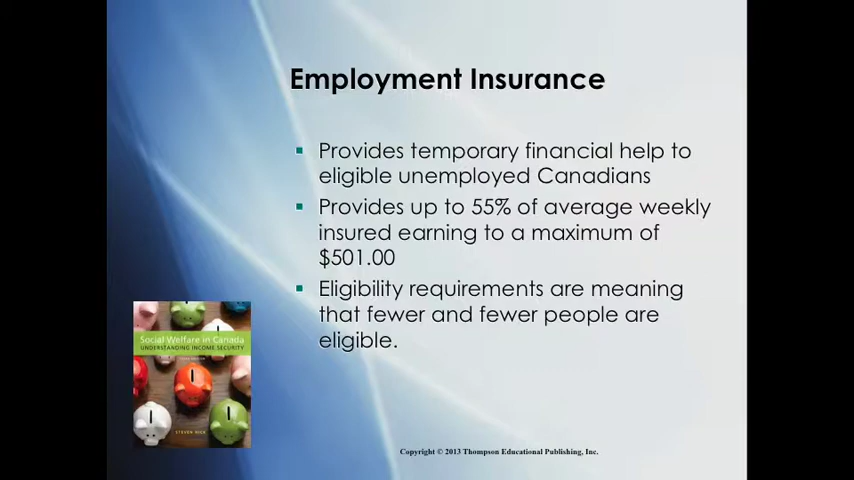 Employment Insurance
Provides temporary financial help to
eligible unemployed Canadians
Provides up to 55% of average weekly
insured earning to a maximum of
$501.00
Eligibility requirements are meaning
that fewer and fewer people are
eligible.
Social Welfare in Canada
UNDERSTANDING INCOME SECURITY
Copyright © 2013 Thompson Educational Publishing, Inc.